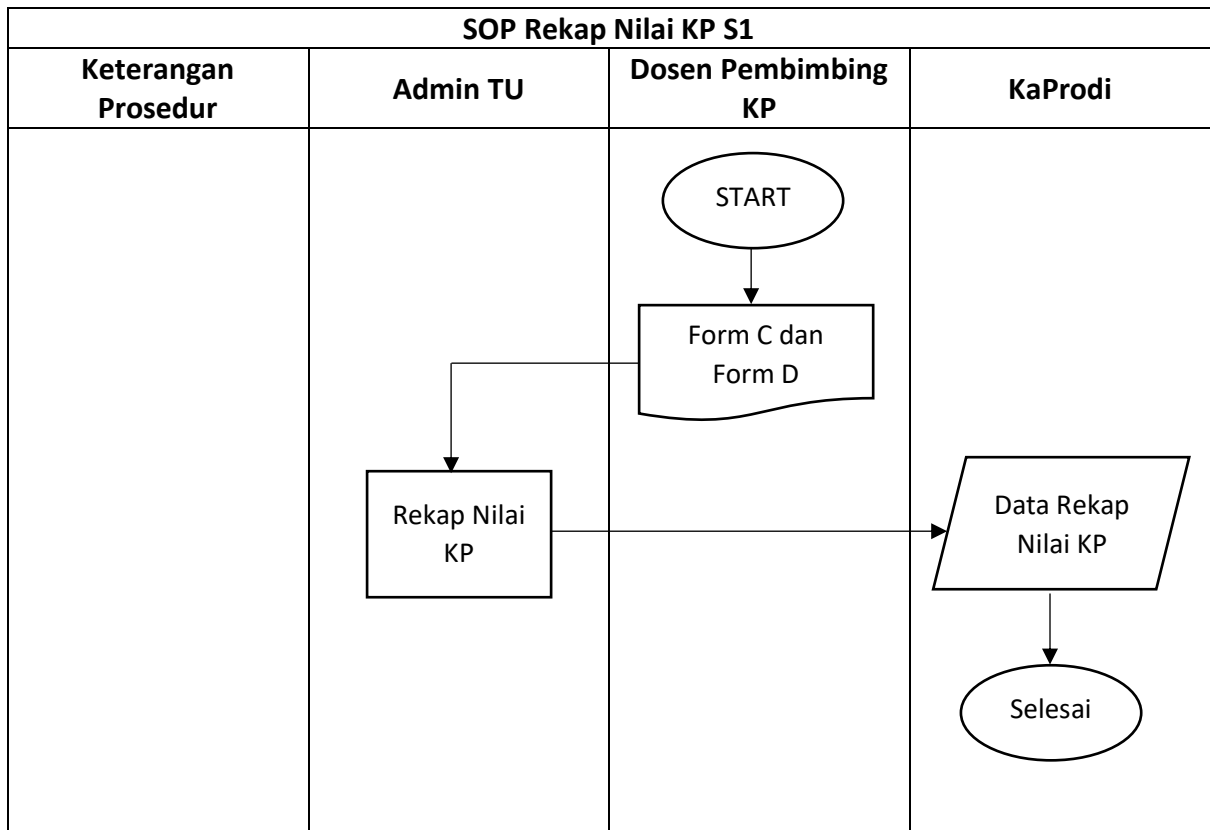 SOP Rekap Nilai KP S1
Keterangan
Prosedur
Admin TU
Dosen Pembimbing
KP
KaProdi
START
Form C dan
Form D
Rekap Nilai
KP
Data Rekap
Nilai KP
Selesai